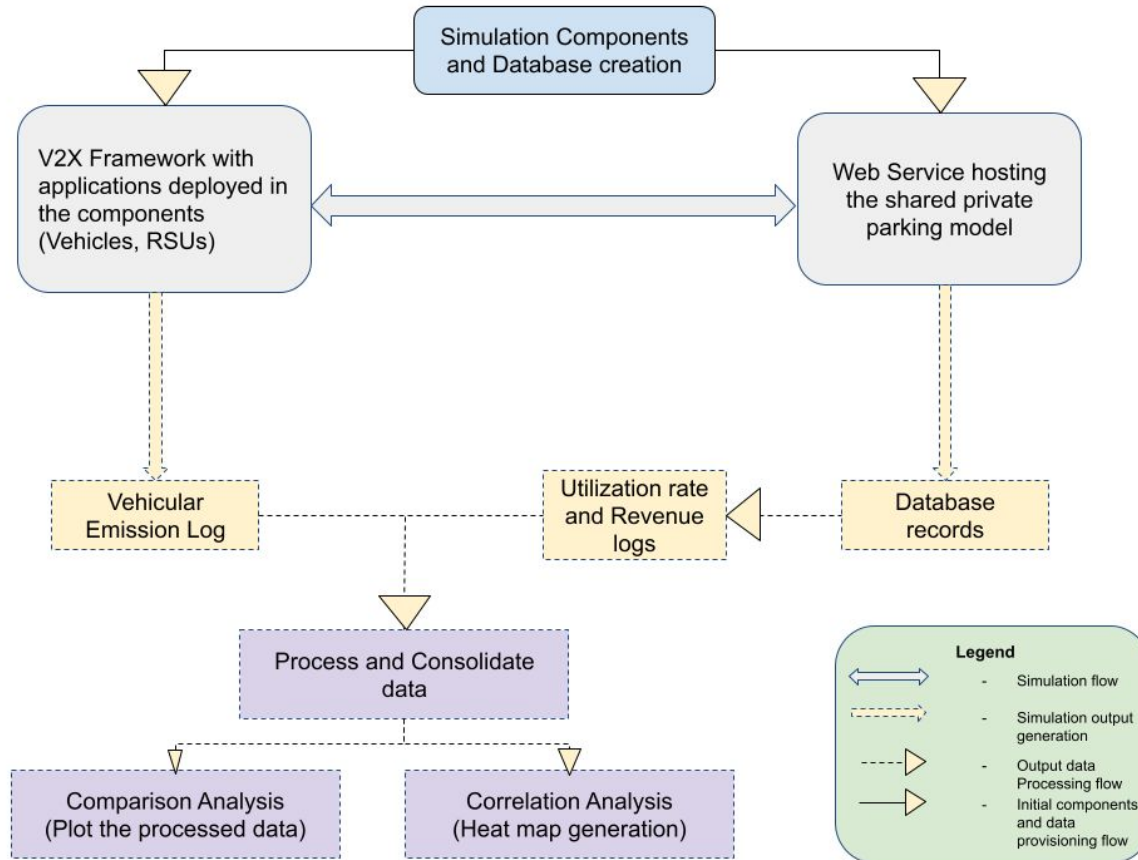 Simulation Components
and Database creation
V2X Framework with
applications deployed in
the components
(Vehicles, RSUs)
Web Service hosting
the shared private
parking model
Vehicular
Emission Log
Utilization rate
and Revenue
logs
Database
records
Process and Consolidate
data
Comparison Analysis
(Plot the processed data)
Correlation Analysis
(Heat map generation)
Legend
- Simulation flow
- Simulation output
generation
- Output data
Processing flow
- Initial components
and data
provisioning flow